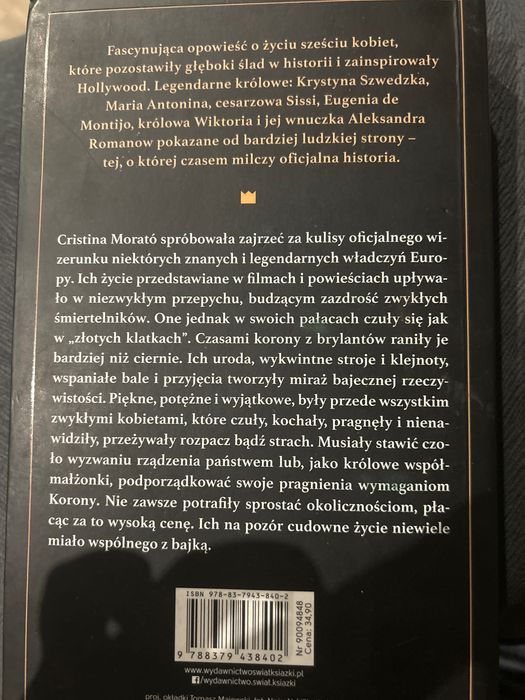 Fascynująca opowieść o życiu sześciu kobiet,
które pozostawiły głęboki ślad w historii i zainspirowały
Hollywood. Legendarne królowe: Krystyna Szwedzka,
Maria Antonina, cesarzowa Sissi, Eugenia de
Montijo, królowa Wiktoria i jej wnuczka Aleksandra
Romanow pokazane od bardziej ludzkiej strony –
tej, o której czasem milczy oficjalna historia.
Cristina Morató spróbowała zajrzeć za kulisy oficjalnego wi-
zerunku niektórych znanych i legendarnych władczyń Euro-
py. Ich życie przedstawiane w filmach i powieściach upływa-
ło w niezwykłym przepychu, budzącym zazdrość zwykłych
śmiertelników. One jednak w swoich pałacach czuły się jak
w „złotych klatkach”. Czasami korony z brylantów raniły je
bardziej niż ciernie. Ich uroda, wykwintne stroje i klejnoty,
wspaniałe bale i przyjęcia tworzyły miraż bajecznej rzeczy-
wistości. Piękne, potężne i wyjątkowe, były przede wszystkim
zwykłymi kobietami, które czuły, kochały, pragnęły i niena-
widziły, przeżywały rozpacz bądź strach. Musiały stawić czo-
ło wyzwaniu rządzenia państwem lub, jako królowe współ-
małżonki, podporządkować swoje pragnienia wymaganiom
Korony. Nie zawsze potrafiły sprostać okolicznościom, pła-
cąc za to wysoką cenę. Ich na pozór cudowne życie niewiele
miało wspólnego z bajką.
ISBN 978-83-7943-840-2
9 788379 438402
Nr 90094848
Cena: 34,90
www.wydawnictwoswiatksiazki.pl
/wydawnictwo.swiat.ksiazki
proj. okładki Tomasz Majewski, fot.